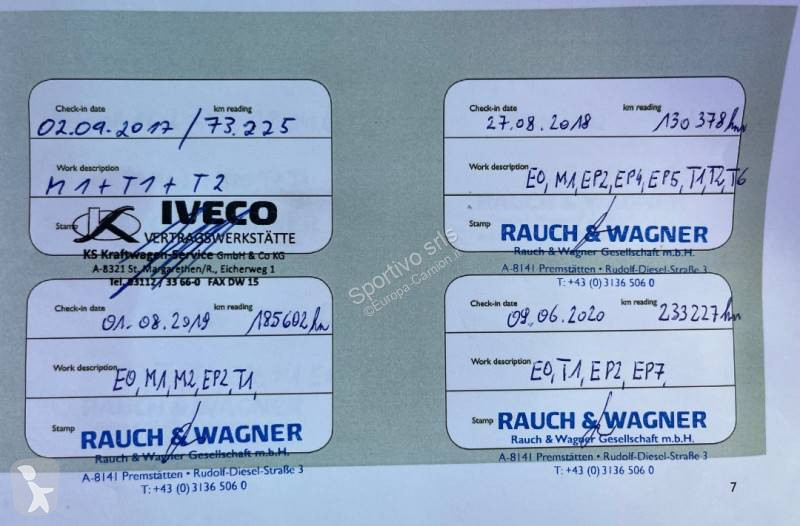 Check-in date km reading
02.09.2017 / 73.225
Work description
M1 + T1 + T2
Stamp
K IVECO
VERTRAGSWERKSTÄTTE
KS Kraftwagen-Service GmbH & Co KG
A-8321 St. Margarethen/R., Eicherweg 1
Tel. 03112 / 33 66-0 FAX DW 15
Check-in date km reading
27.08.2018 130378 km
Work description
E0, M1, EP2, EP4, EP5, T1, T2, T6
Stamp
RAUCH & WAGNER
Rauch & Wagner Gesellschaft m.b.H.
A-8141 Premstätten • Rudolf-Diesel-Straße 3
T: +43 (0) 3136 506 0
Check-in date km reading
01.08.2019 185602 km
Work description
E0, M1, M2, EP2, T1,
Stamp
RAUCH & WAGNER
Rauch & Wagner Gesellschaft m.b.H.
A-8141 Premstätten • Rudolf-Diesel-Straße 3
T: +43 (0) 3136 506 0
Check-in date km reading
09.06.2020 233227 km
Work description
E0, T1, EP2, EP7,
Stamp
RAUCH & WAGNER
Rauch & Wagner Gesellschaft m.b.H.
A-8141 Premstätten • Rudolf-Diesel-Straße 3
T: +43 (0) 3136 506 0
Sportivo srls
©Europa Camion
7